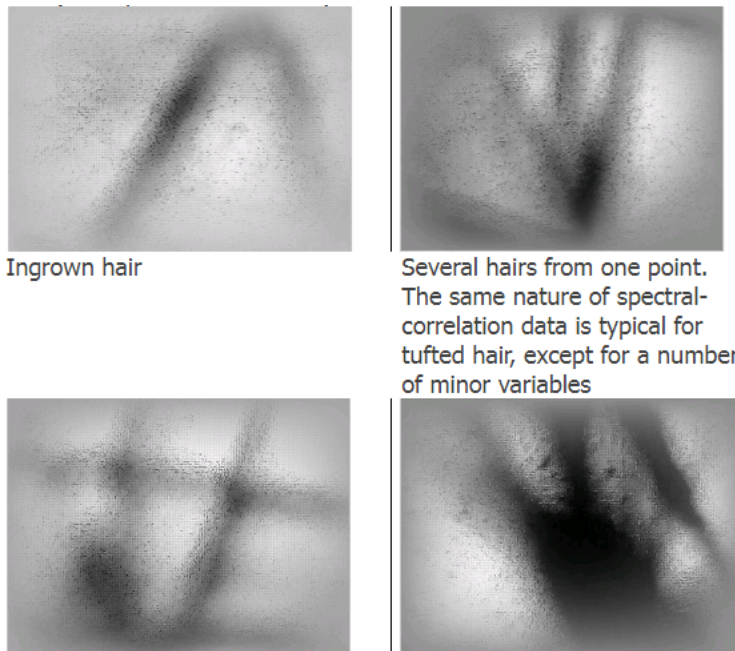 Ingrown hair
Several hairs from one point.
The same nature of spectral-
correlation data is typical for
tufted hair, except for a number
of minor variables